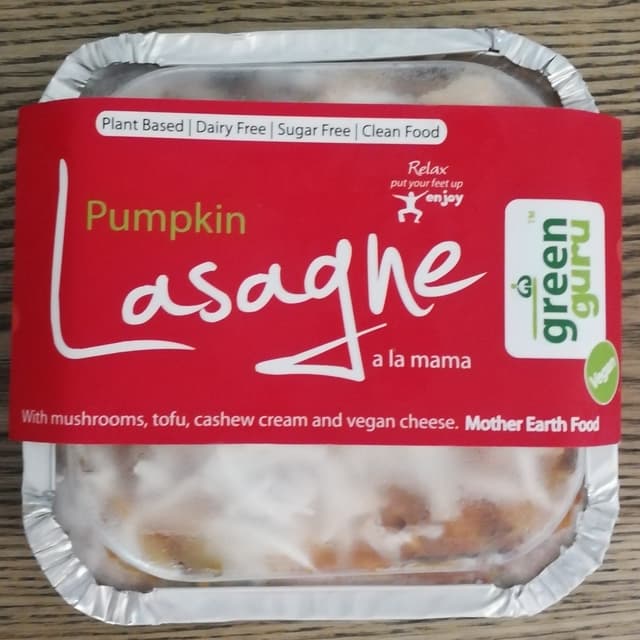 Plant Based | Dairy Free | Sugar Free | Clean Food
Relax
put your feet up
enjoy
Pumpkin
Lasagne
a la mama
green
guru
TM
Vegan
With mushrooms, tofu, cashew cream and vegan cheese. Mother Earth Food